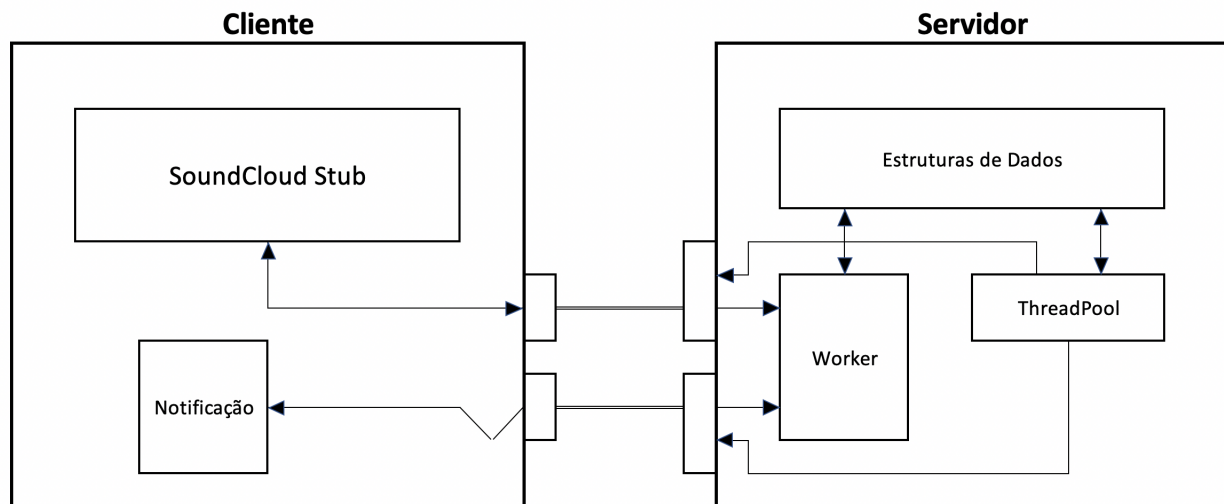 Cliente
Servidor
SoundCloud Stub
Estruturas de Dados
ThreadPool
Worker
Notificação